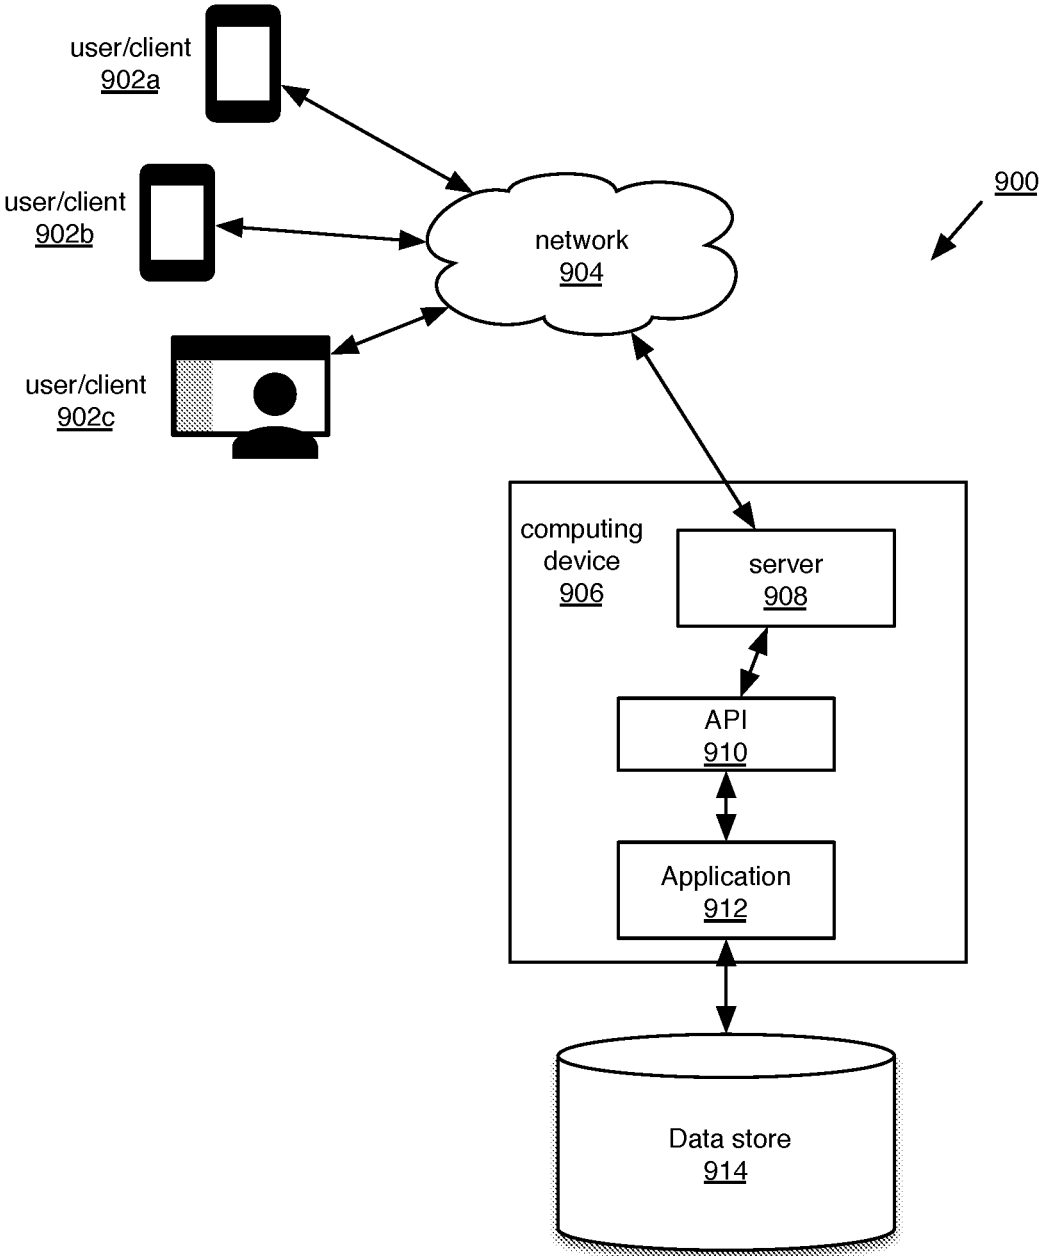 user/client
902a
user/client
902b
900
network
904
user/client
902c
computing
device
906
server
908
API
910
Application
912
Data store
914